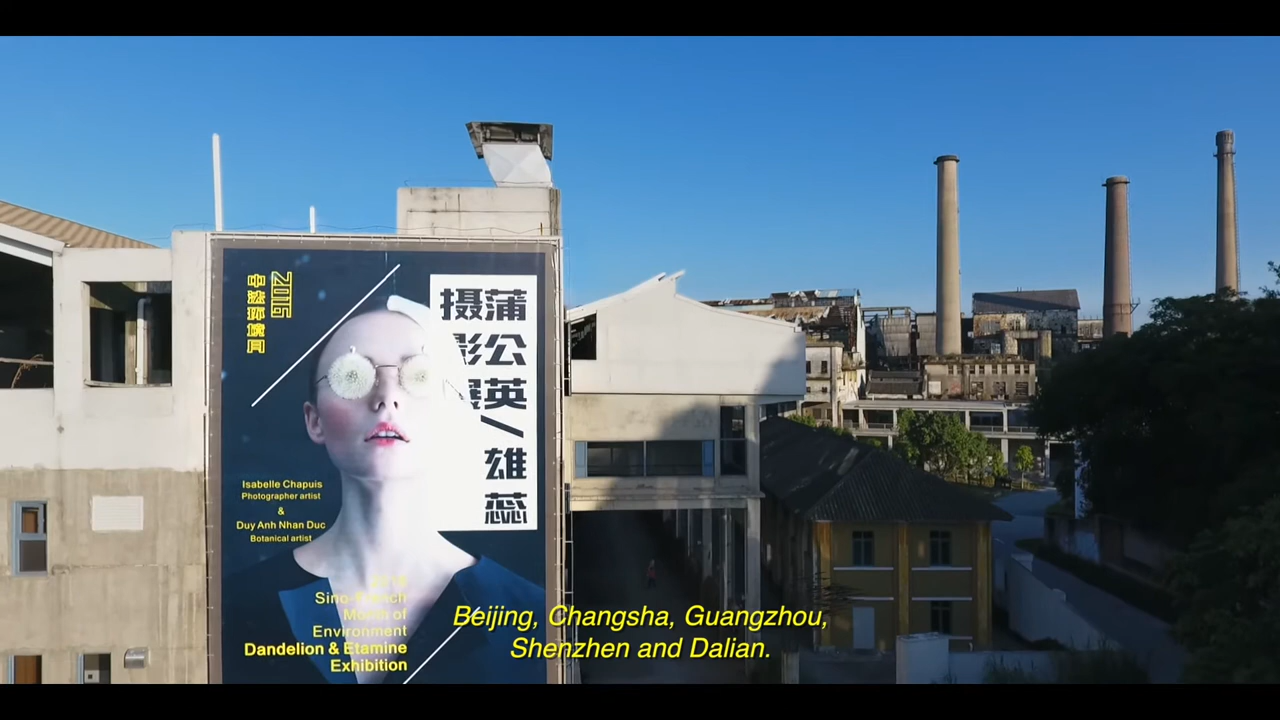 2016
中法环境月
蒲公英/雄蕊
摄影展
Isabelle Chapuis
Photographer artist
&
Duy Anh Nhan Duc
Botanical artist
2016
Sino-French
Month of
Environment
Dandelion & Etamine
Exhibition
Beijing, Changsha, Guangzhou,
Shenzhen and Dalian.